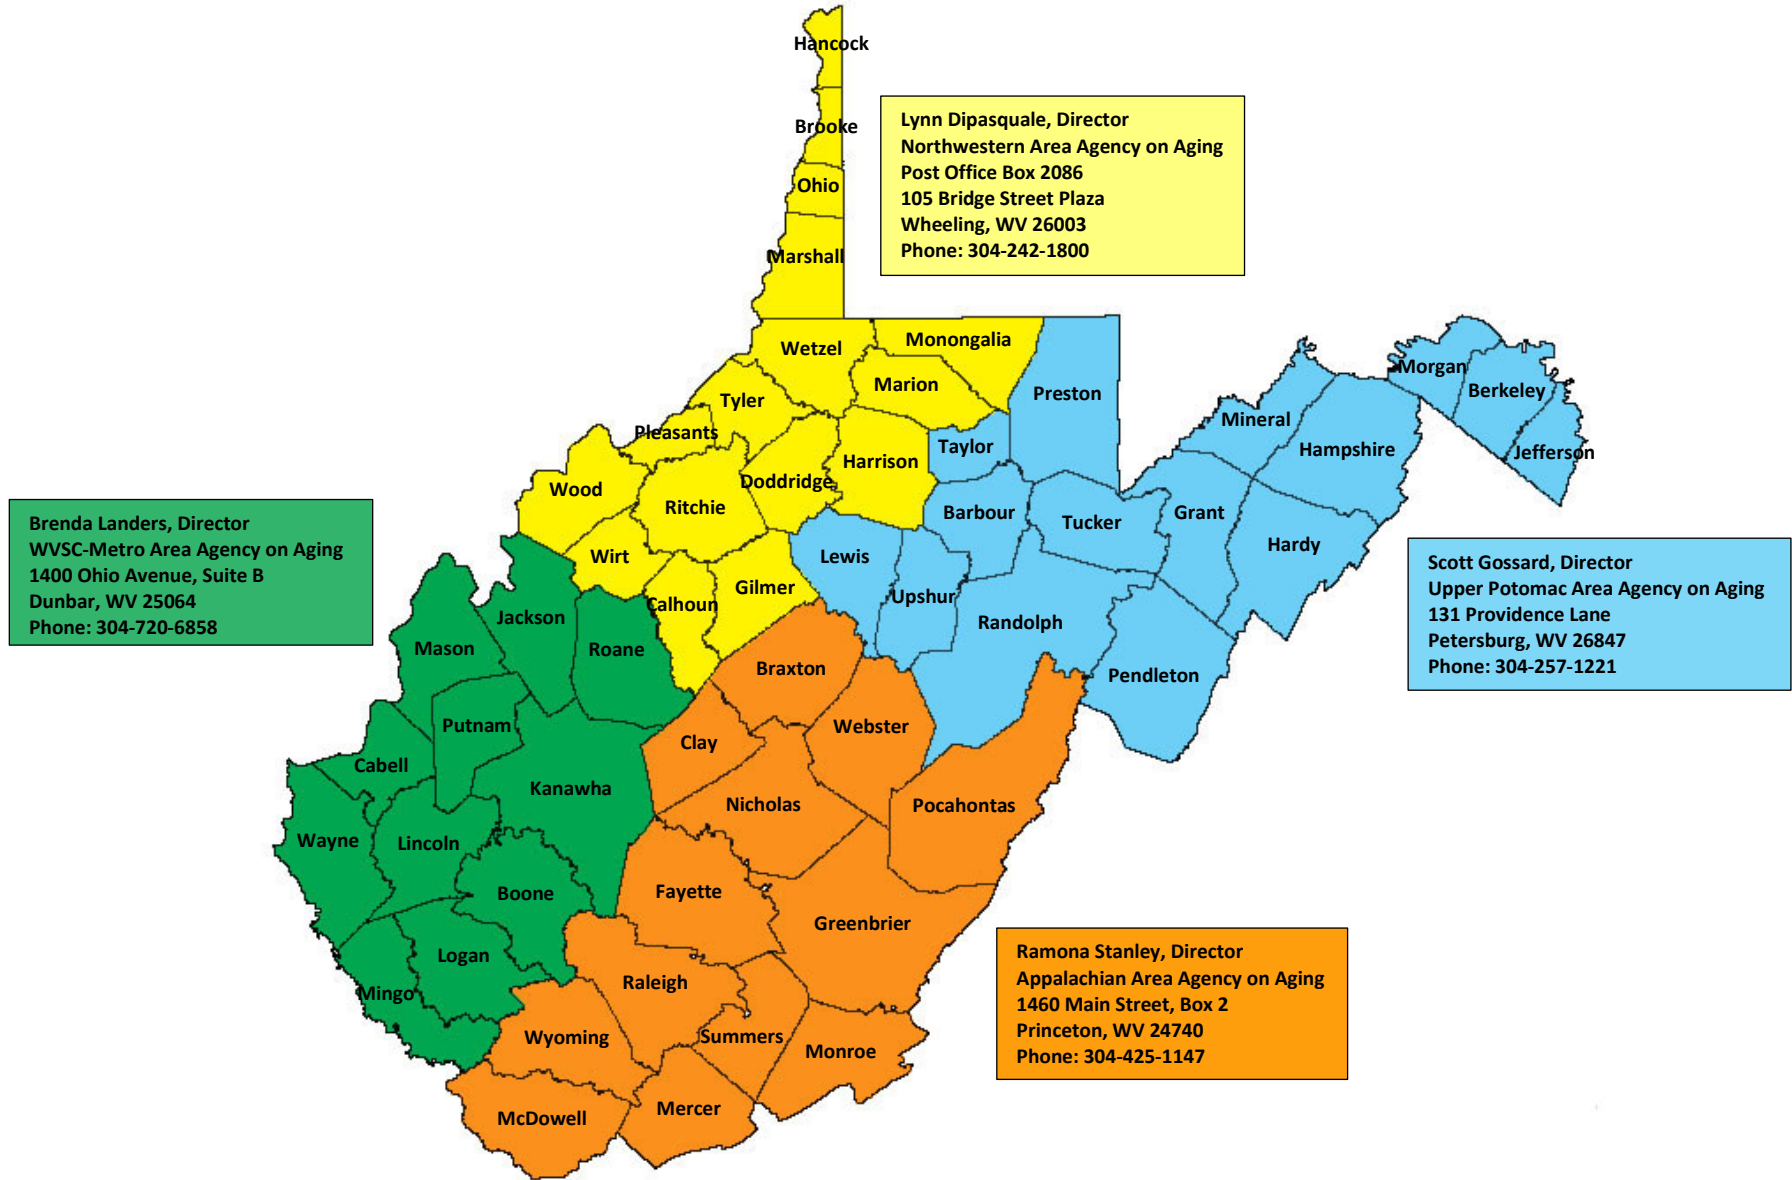 Hancock
Brooke
Ohio
Marshall
Lynn Dipasquale, Director
Northwestern Area Agency on Aging
Post Office Box 2086
105 Bridge Street Plaza
Wheeling, WV 26003
Phone: 304-242-1800
Wetzel
Monongalia
Marion
Tyler
Pleasants
Doddridge
Harrison
Wood
Ritchie
Wirt
Calhoun
Gilmer
Preston
Taylor
Barbour
Tucker
Lewis
Upshur
Randolph
Grant
Mineral
Hampshire
Hardy
Pendleton
Morgan
Berkeley
Jefferson
Scott Gossard, Director
Upper Potomac Area Agency on Aging
131 Providence Lane
Petersburg, WV 26847
Phone: 304-257-1221
Brenda Landers, Director
WVSC-Metro Area Agency on Aging
1400 Ohio Avenue, Suite B
Dunbar, WV 25064
Phone: 304-720-6858
Jackson
Mason
Roane
Putnam
Cabell
Kanawha
Wayne
Lincoln
Boone
Logan
Mingo
Braxton
Webster
Clay
Nicholas
Pocahontas
Fayette
Greenbrier
Raleigh
Summers
Monroe
Wyoming
McDowell
Mercer
Ramona Stanley, Director
Appalachian Area Agency on Aging
1460 Main Street, Box 2
Princeton, WV 24740
Phone: 304-425-1147